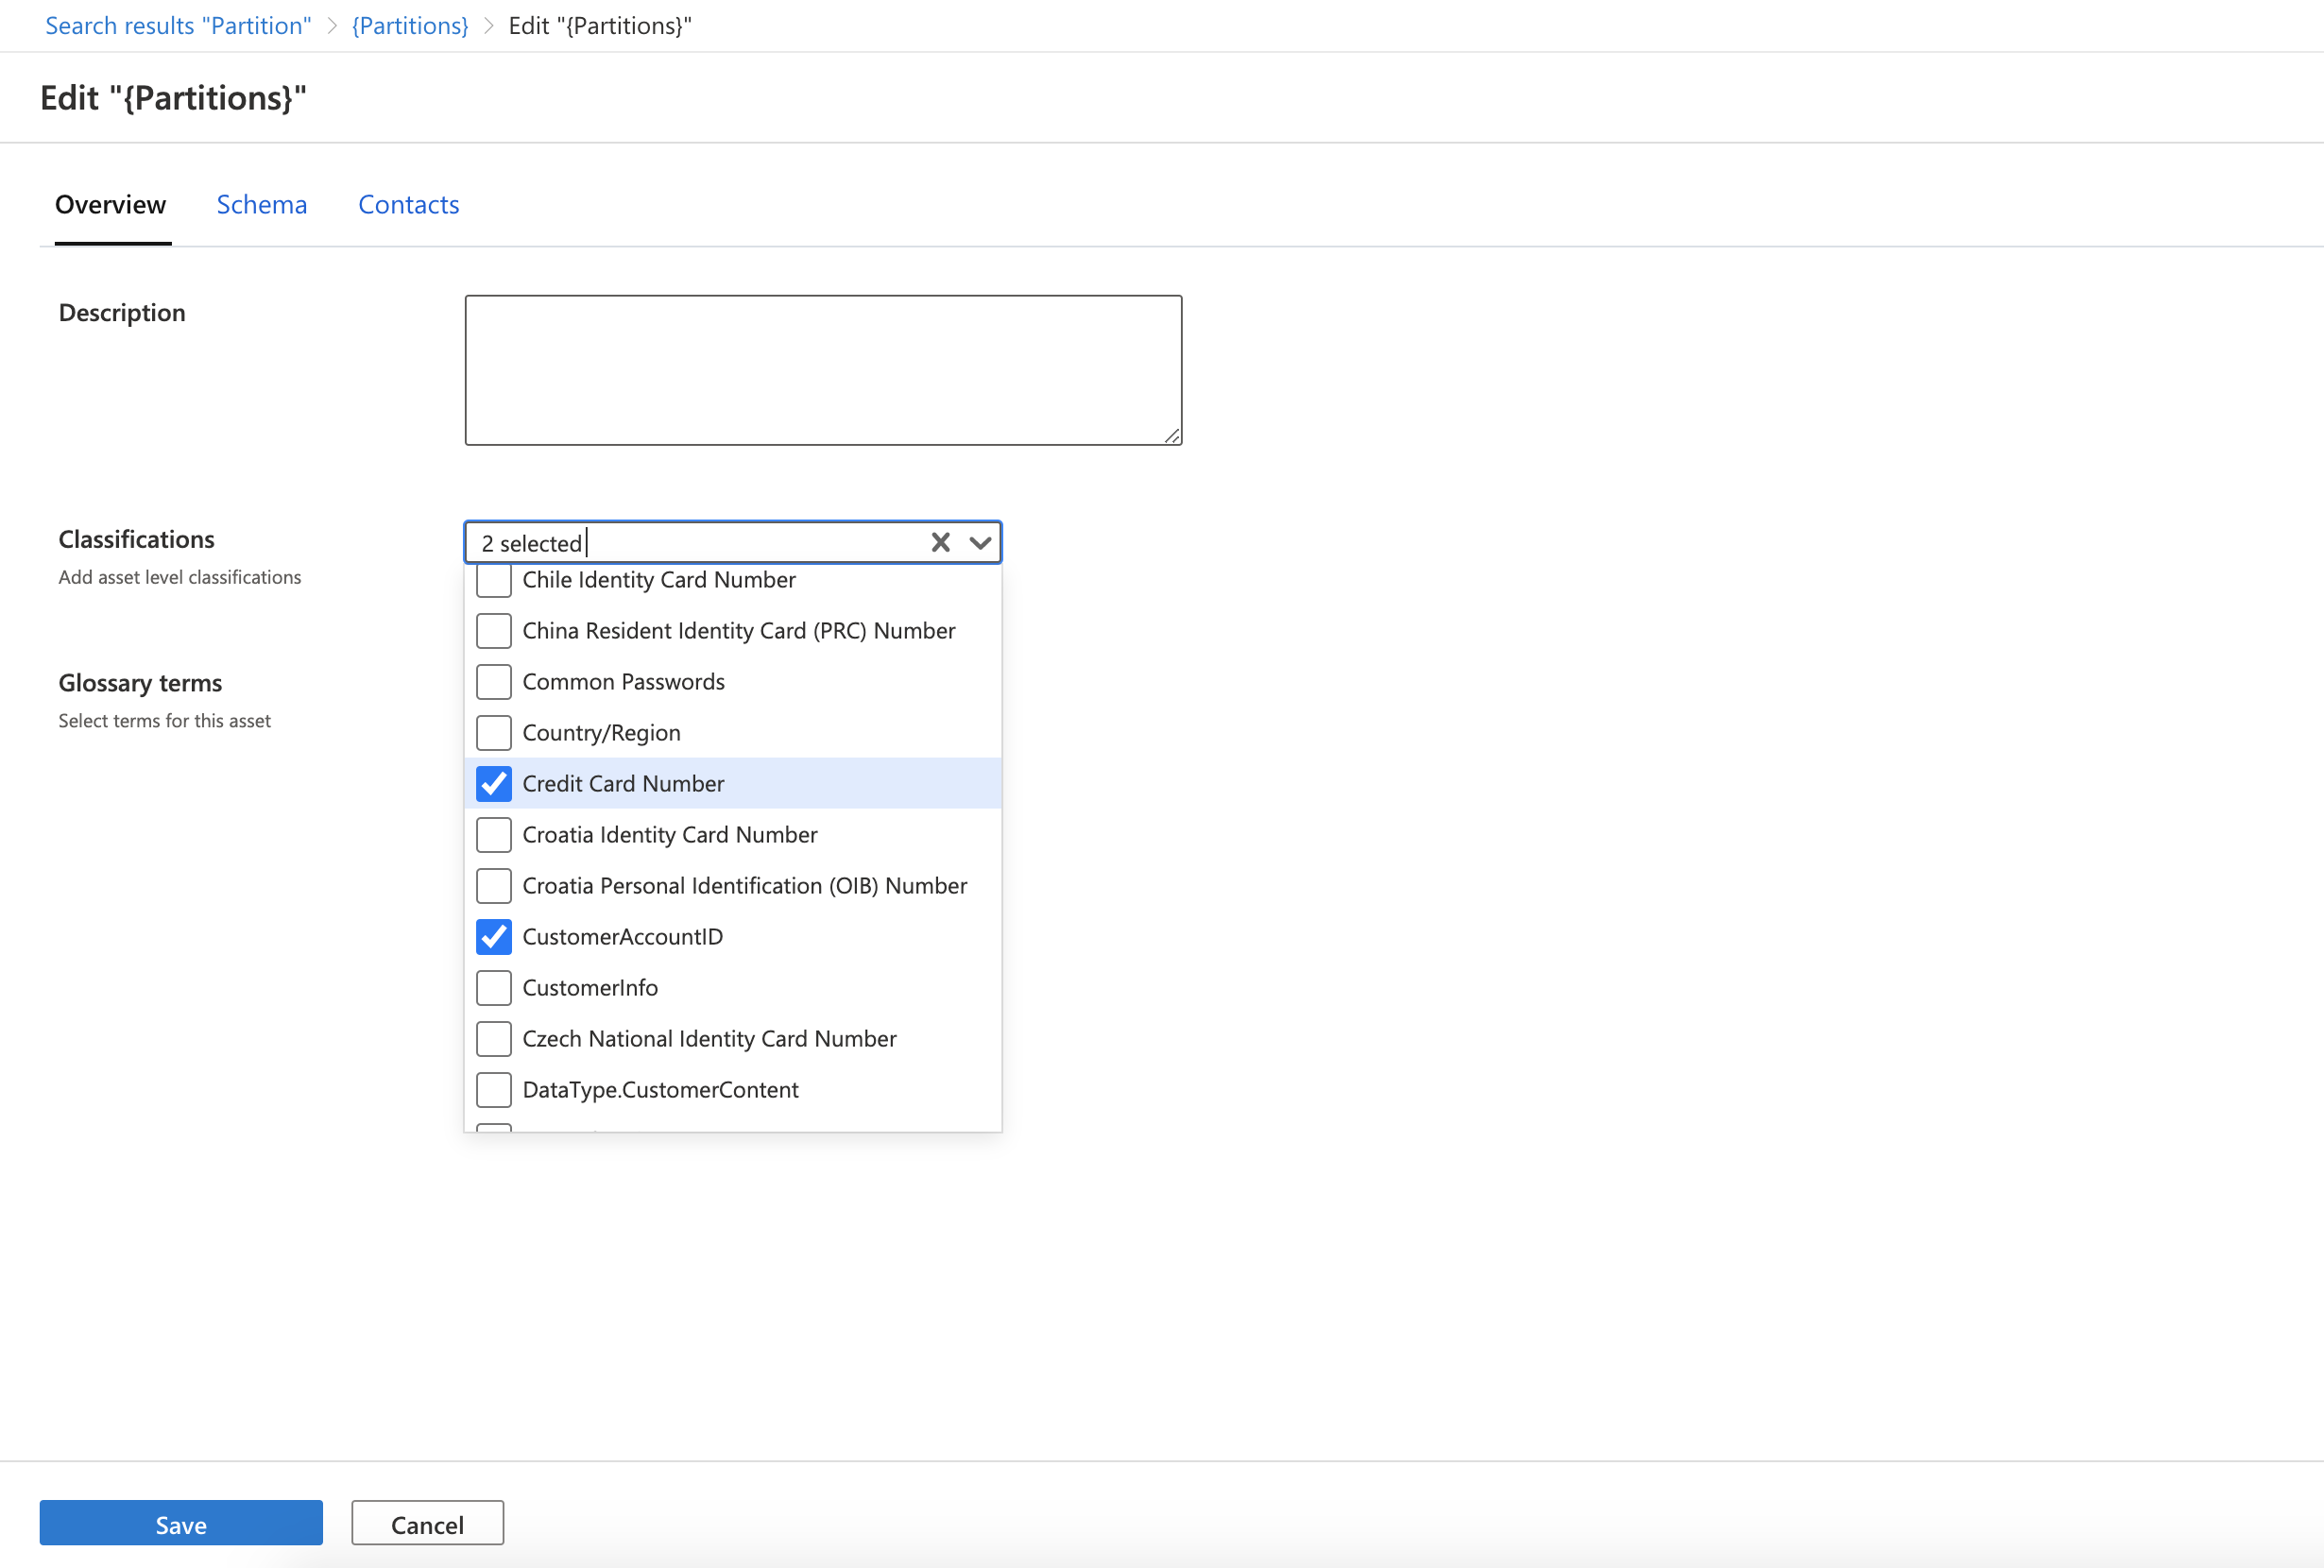 Search results "Partition" > {Partitions} > Edit "{Partitions}"
Edit "{Partitions}"
Overview Schema Contacts
Description
Classifications
Add asset level classifications
2 selected
Chile Identity Card Number
China Resident Identity Card (PRC) Number
Common Passwords
Country/Region
Credit Card Number
Croatia Identity Card Number
Croatia Personal Identification (OIB) Number
CustomerAccountID
CustomerInfo
Czech National Identity Card Number
DataType.CustomerContent
Glossary terms
Select terms for this asset
Save Cancel